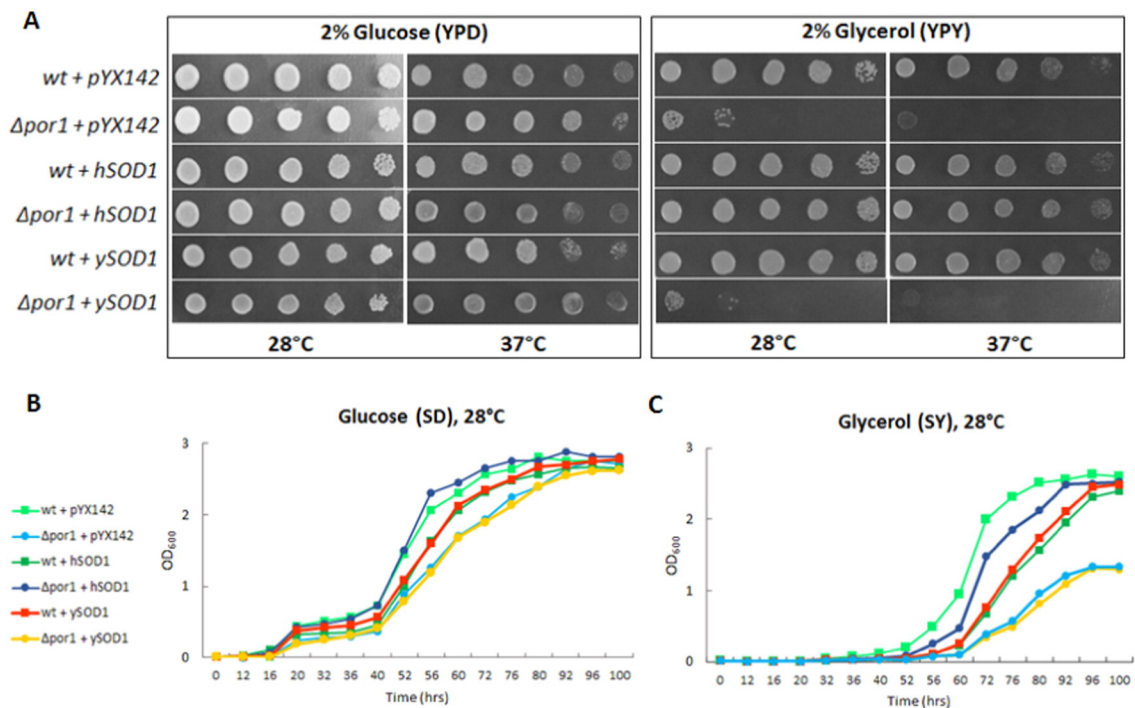 A
2% Glucose (YPD)
2% Glycerol (YPY)
wt + pYX142
Δpor1 + pYX142
wt + hSOD1
Δpor1 + hSOD1
wt + ySOD1
Δpor1 + ySOD1
28°C
37°C
28°C
37°C
B
Glucose (SD), 28°C
3
2
1
0
OD600
0 12 16 20 32 36 40 52 56 60 72 76 80 92 96 100
Time (hrs)
wt + pYX142
Δpor1 + pYX142
wt + hSOD1
Δpor1 + hSOD1
wt + ySOD1
Δpor1 + ySOD1
C
Glycerol (SY), 28°C
3
2
1
0
OD600
0 12 16 20 32 36 40 52 56 60 72 76 80 92 96 100
Time (hrs)